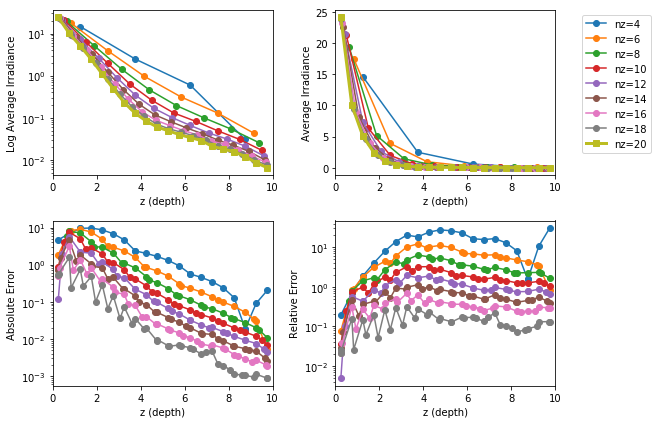 Log Average Irradiance
10¹
10⁰
10⁻¹
10⁻²
0 2 4 6 8 10
z (depth)
Average Irradiance
25
20
15
10
5
0
0 2 4 6 8 10
z (depth)
nz=4
nz=6
nz=8
nz=10
nz=12
nz=14
nz=16
nz=18
nz=20
Absolute Error
10¹
10⁰
10⁻¹
10⁻²
10⁻³
0 2 4 6 8 10
z (depth)
Relative Error
10¹
10⁰
10⁻¹
10⁻²
0 2 4 6 8 10
z (depth)